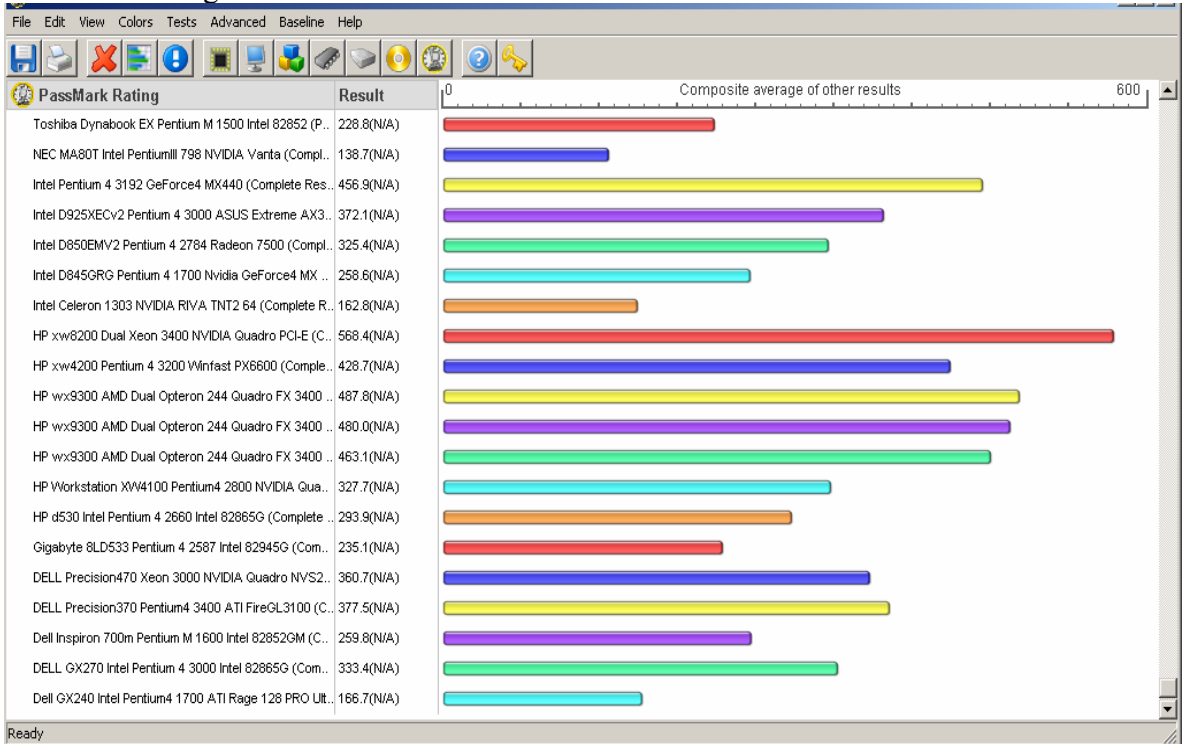 File Edit View Colors Tests Advanced Baseline Help
PassMark Rating Result 0 Composite average of other results 600
Toshiba Dynabook EX Pentium M 1500 Intel 82852 (P.. 228.8(N/A)
NEC MA80T Intel PentiumIII 798 NVIDIA Vanta (Compl.. 138.7(N/A)
Intel Pentium 4 3192 GeForce4 MX440 (Complete Res.. 456.9(N/A)
Intel D925XECv2 Pentium 4 3000 ASUS Extreme AX3.. 372.1(N/A)
Intel D850EMV2 Pentium 4 2784 Radeon 7500 (Compl.. 325.4(N/A)
Intel D845GRG Pentium 4 1700 Nvidia GeForce4 MX .. 258.6(N/A)
Intel Celeron 1303 NVIDIA RIVA TNT2 64 (Complete R.. 162.8(N/A)
HP xw8200 Dual Xeon 3400 NVIDIA Quadro PCI-E (C.. 568.4(N/A)
HP xw4200 Pentium 4 3200 Winfast PX6600 (Comple.. 428.7(N/A)
HP wx9300 AMD Dual Opteron 244 Quadro FX 3400 .. 487.8(N/A)
HP wx9300 AMD Dual Opteron 244 Quadro FX 3400 .. 480.0(N/A)
HP wx9300 AMD Dual Opteron 244 Quadro FX 3400 .. 463.1(N/A)
HP Workstation XW4100 Pentium4 2800 NVIDIA Qua.. 327.7(N/A)
HP d530 Intel Pentium 4 2660 Intel 82865G (Complete .. 293.9(N/A)
Gigabyte 8LD533 Pentium 4 2587 Intel 82945G (Com.. 235.1(N/A)
DELL Precision470 Xeon 3000 NVIDIA Quadro NVS2.. 360.7(N/A)
DELL Precision370 Pentium4 3400 ATI FireGL3100 (C.. 377.5(N/A)
Dell Inspiron 700m Pentium M 1600 Intel 82852GM (C.. 259.8(N/A)
DELL GX270 Intel Pentium 4 3000 Intel 82865G (Com.. 333.4(N/A)
Dell GX240 Intel Pentium4 1700 ATI Rage 128 PRO Ult.. 166.7(N/A)
Ready